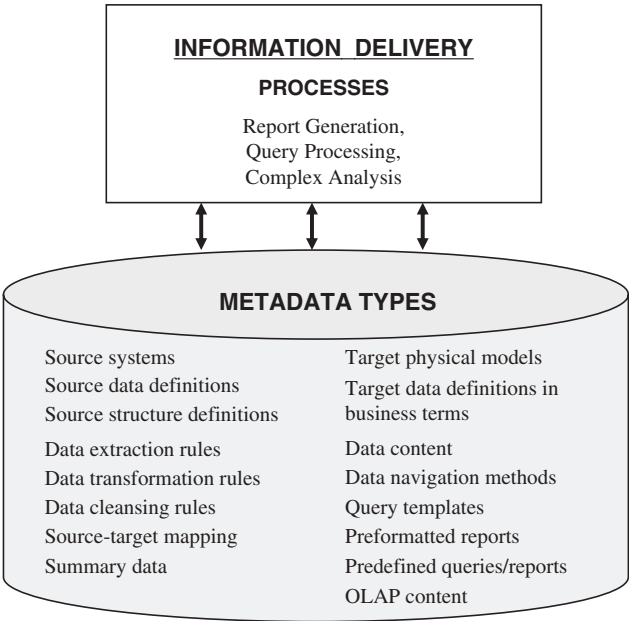 INFORMATION DELIVERY
PROCESSES
Report Generation,
Query Processing,
Complex Analysis
METADATA TYPES
Source systems
Source data definitions
Source structure definitions
Data extraction rules
Data transformation rules
Data cleansing rules
Source-target mapping
Summary data
Target physical models
Target data definitions in
business terms
Data content
Data navigation methods
Query templates
Preformatted reports
Predefined queries/reports
OLAP content